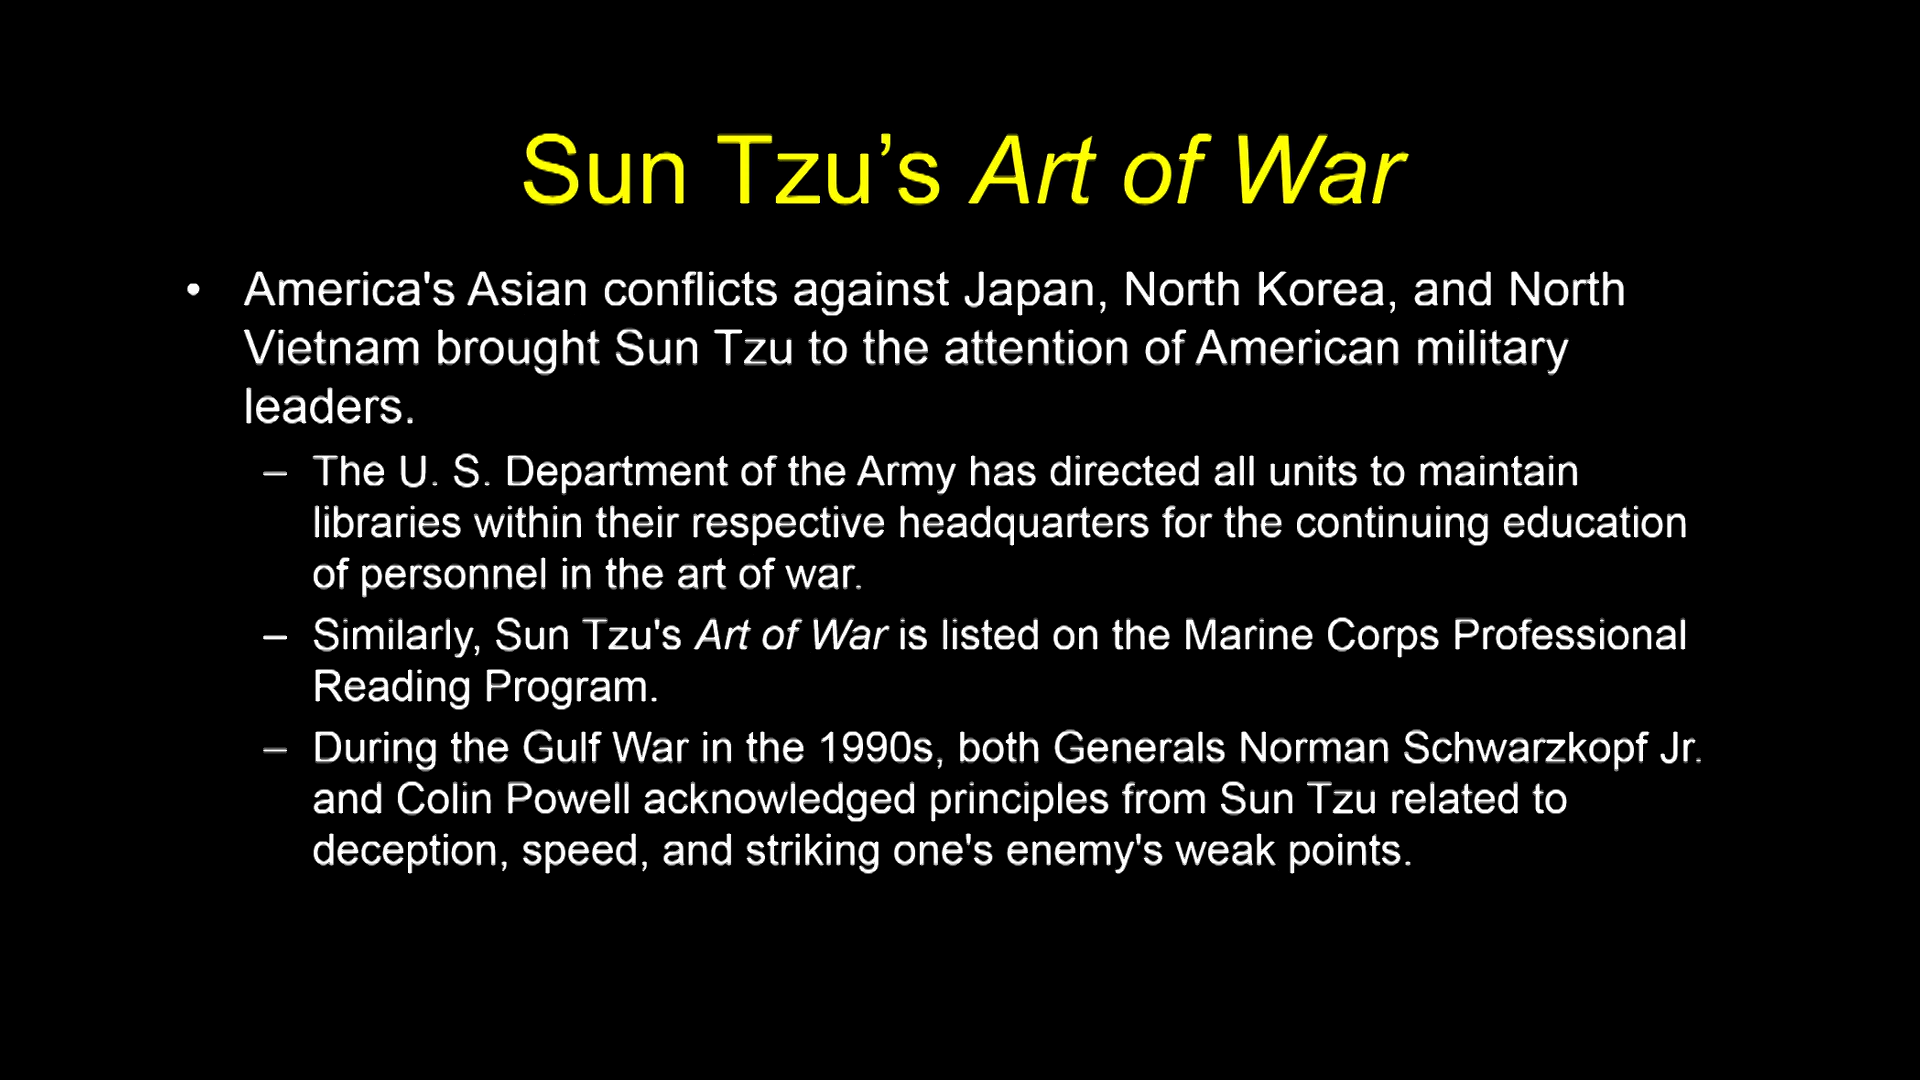 Sun Tzu’s Art of War
• America's Asian conflicts against Japan, North Korea, and North
Vietnam brought Sun Tzu to the attention of American military
leaders.
– The U. S. Department of the Army has directed all units to maintain
libraries within their respective headquarters for the continuing education
of personnel in the art of war.
– Similarly, Sun Tzu's Art of War is listed on the Marine Corps Professional
Reading Program.
– During the Gulf War in the 1990s, both Generals Norman Schwarzkopf Jr.
and Colin Powell acknowledged principles from Sun Tzu related to
deception, speed, and striking one's enemy's weak points.